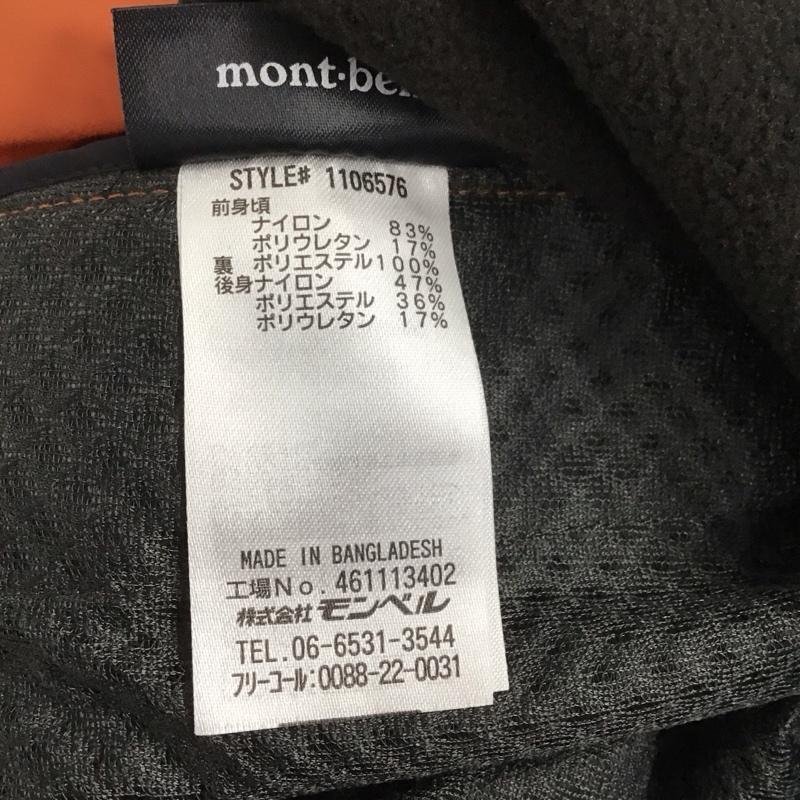 mont·bell
STYLE# 1106576
前身頃
ナイロン 83%
ポリウレタン 17%
裏 ポリエステル100%
後身ナイロン 47%
ポリエステル 36%
ポリウレタン 17%
MADE IN BANGLADESH
工場No. 461113402
株式会社モンベル
TEL.06-6531-3544
フリーコール:0088-22-0031